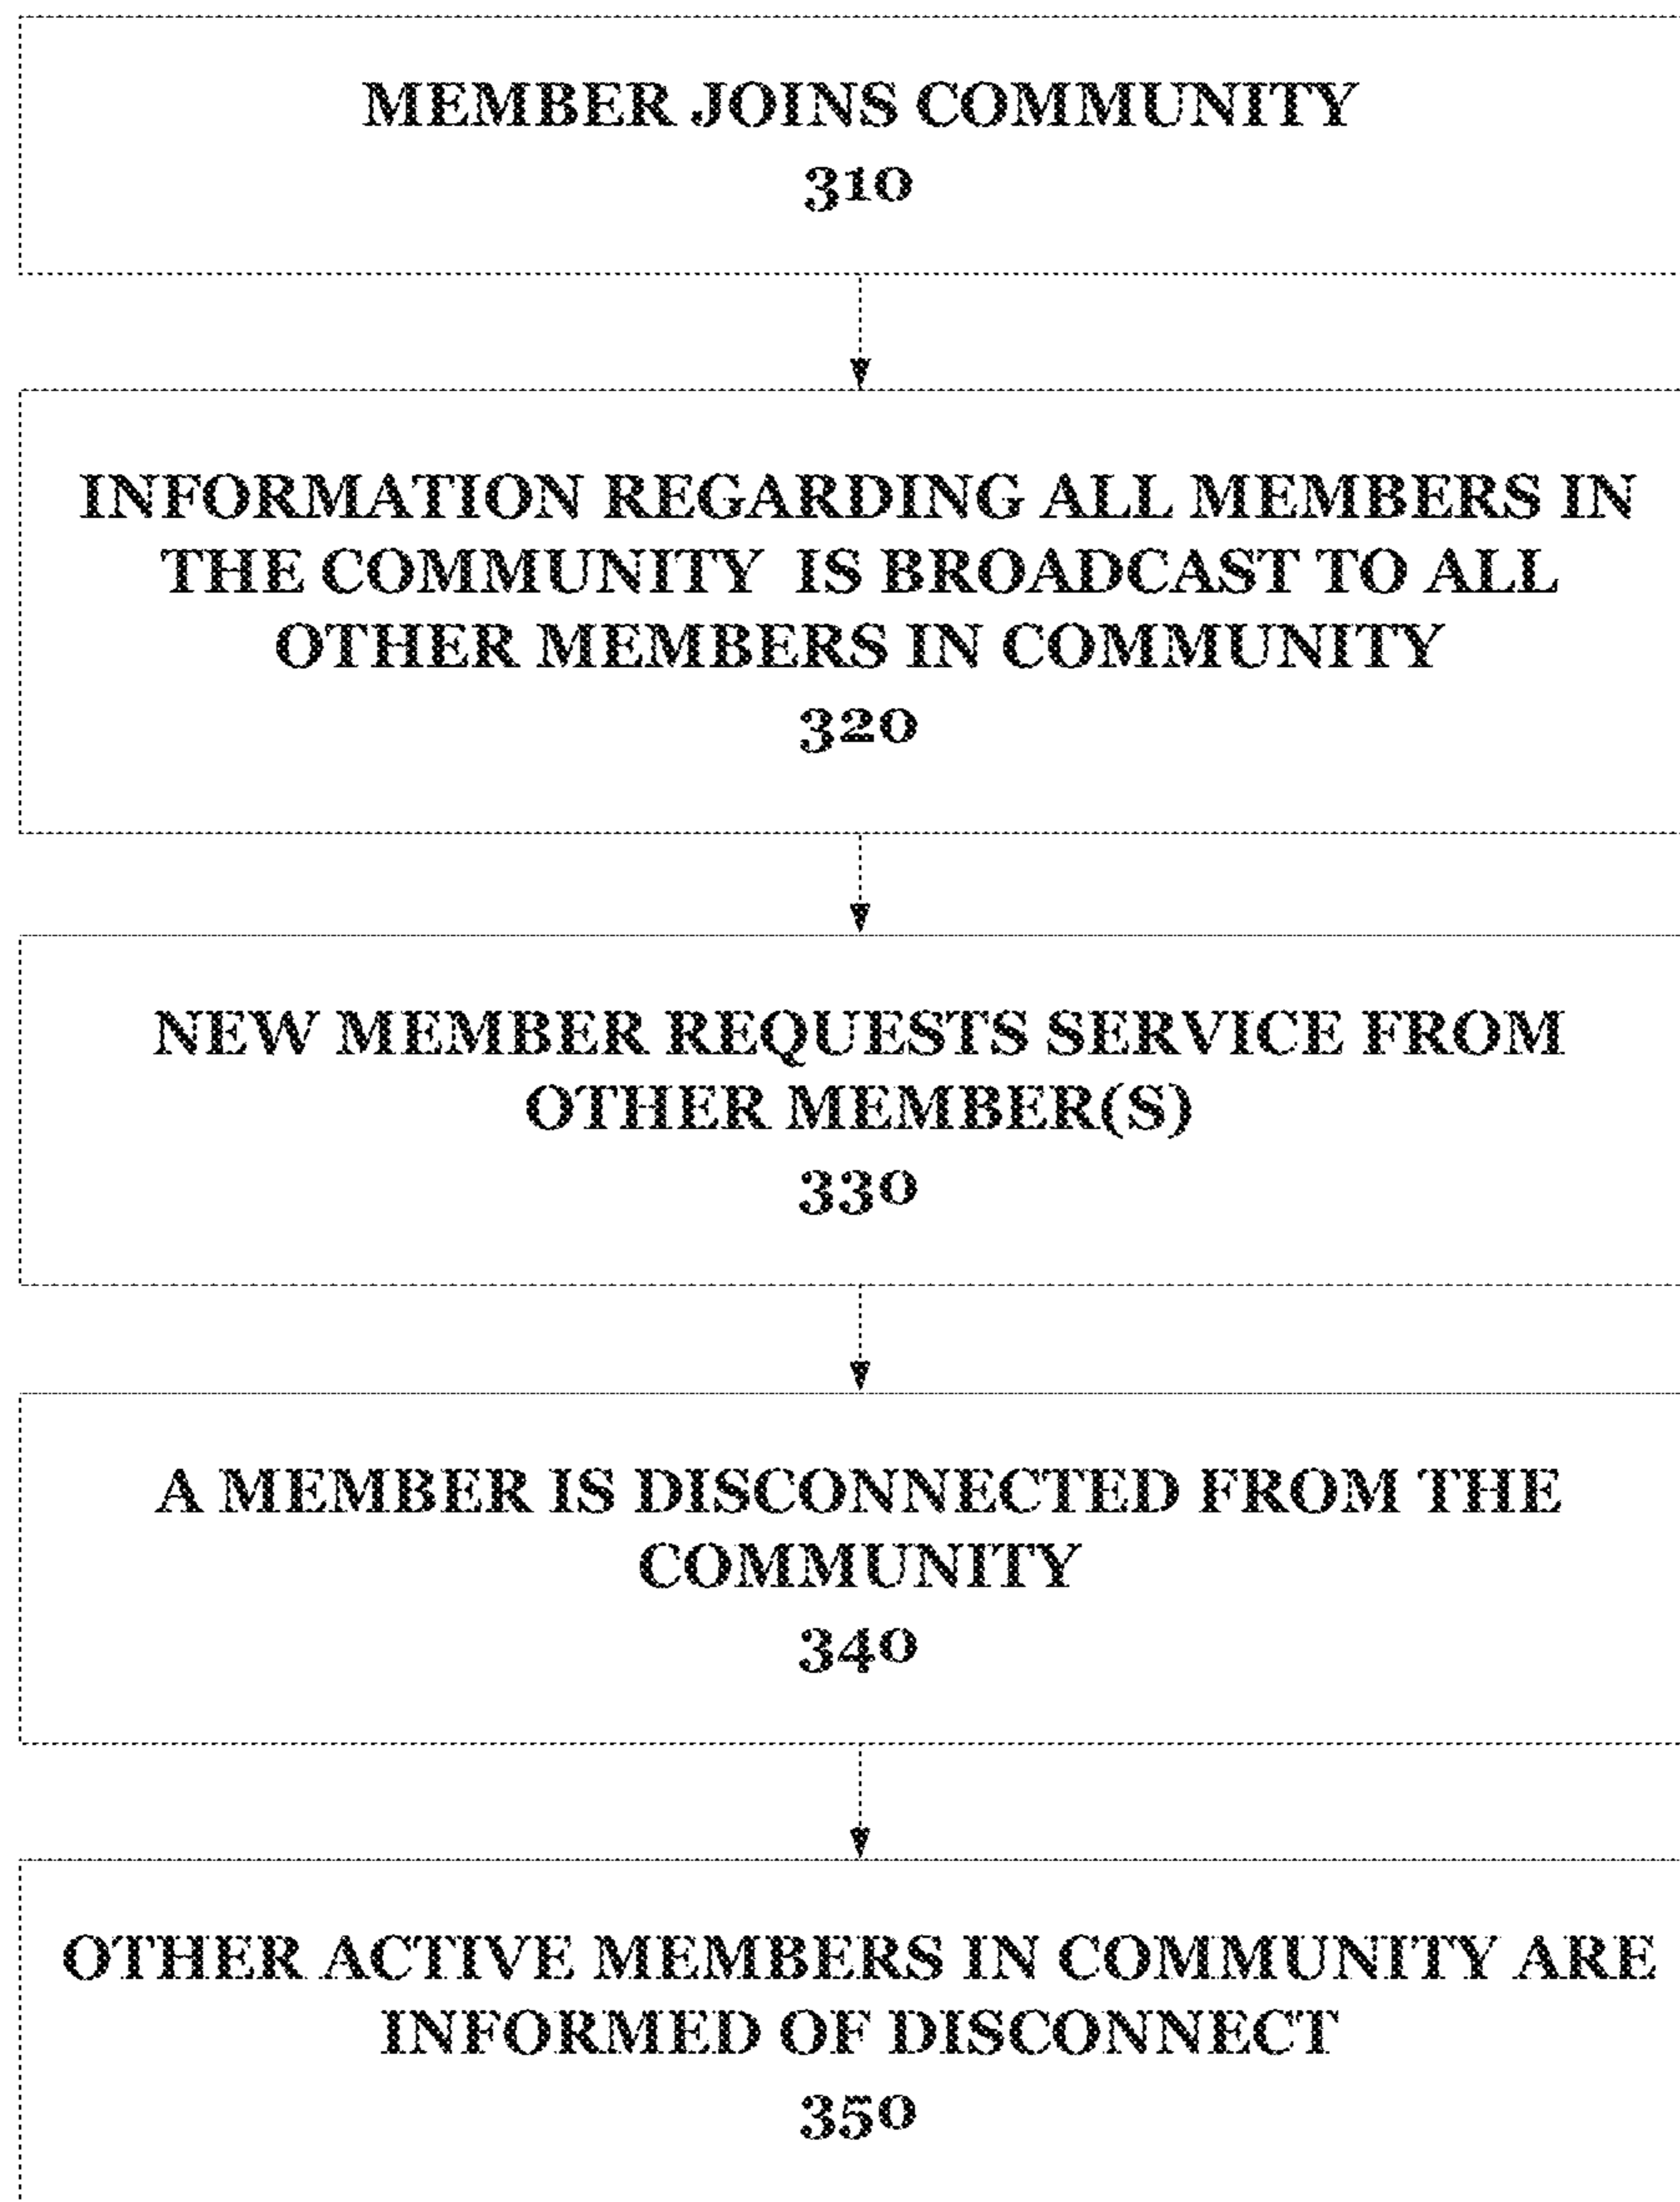 MEMBER JOINS COMMUNITY
310
INFORMATION REGARDING ALL MEMBERS IN
THE COMMUNITY IS BROADCAST TO ALL
OTHER MEMBERS IN COMMUNITY
320
NEW MEMBER REQUESTS SERVICE FROM
OTHER MEMBER(S)
330
A MEMBER IS DISCONNECTED FROM THE
COMMUNITY
340
OTHER ACTIVE MEMBERS IN COMMUNITY ARE
INFORMED OF DISCONNECT
350